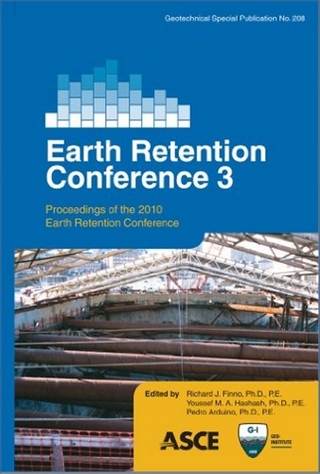 Geotechnical Special Publication No. 208
Earth Retention
Conference 3
Proceedings of the 2010
Earth Retention Conference
Edited by Richard J. Finno, Ph.D., P.E.
Youssef M. A. Hashash, Ph.D., P.E.
Pedro Arduino, Ph.D., P.E.
ASCE
G-I
GEO-
INSTITUTE